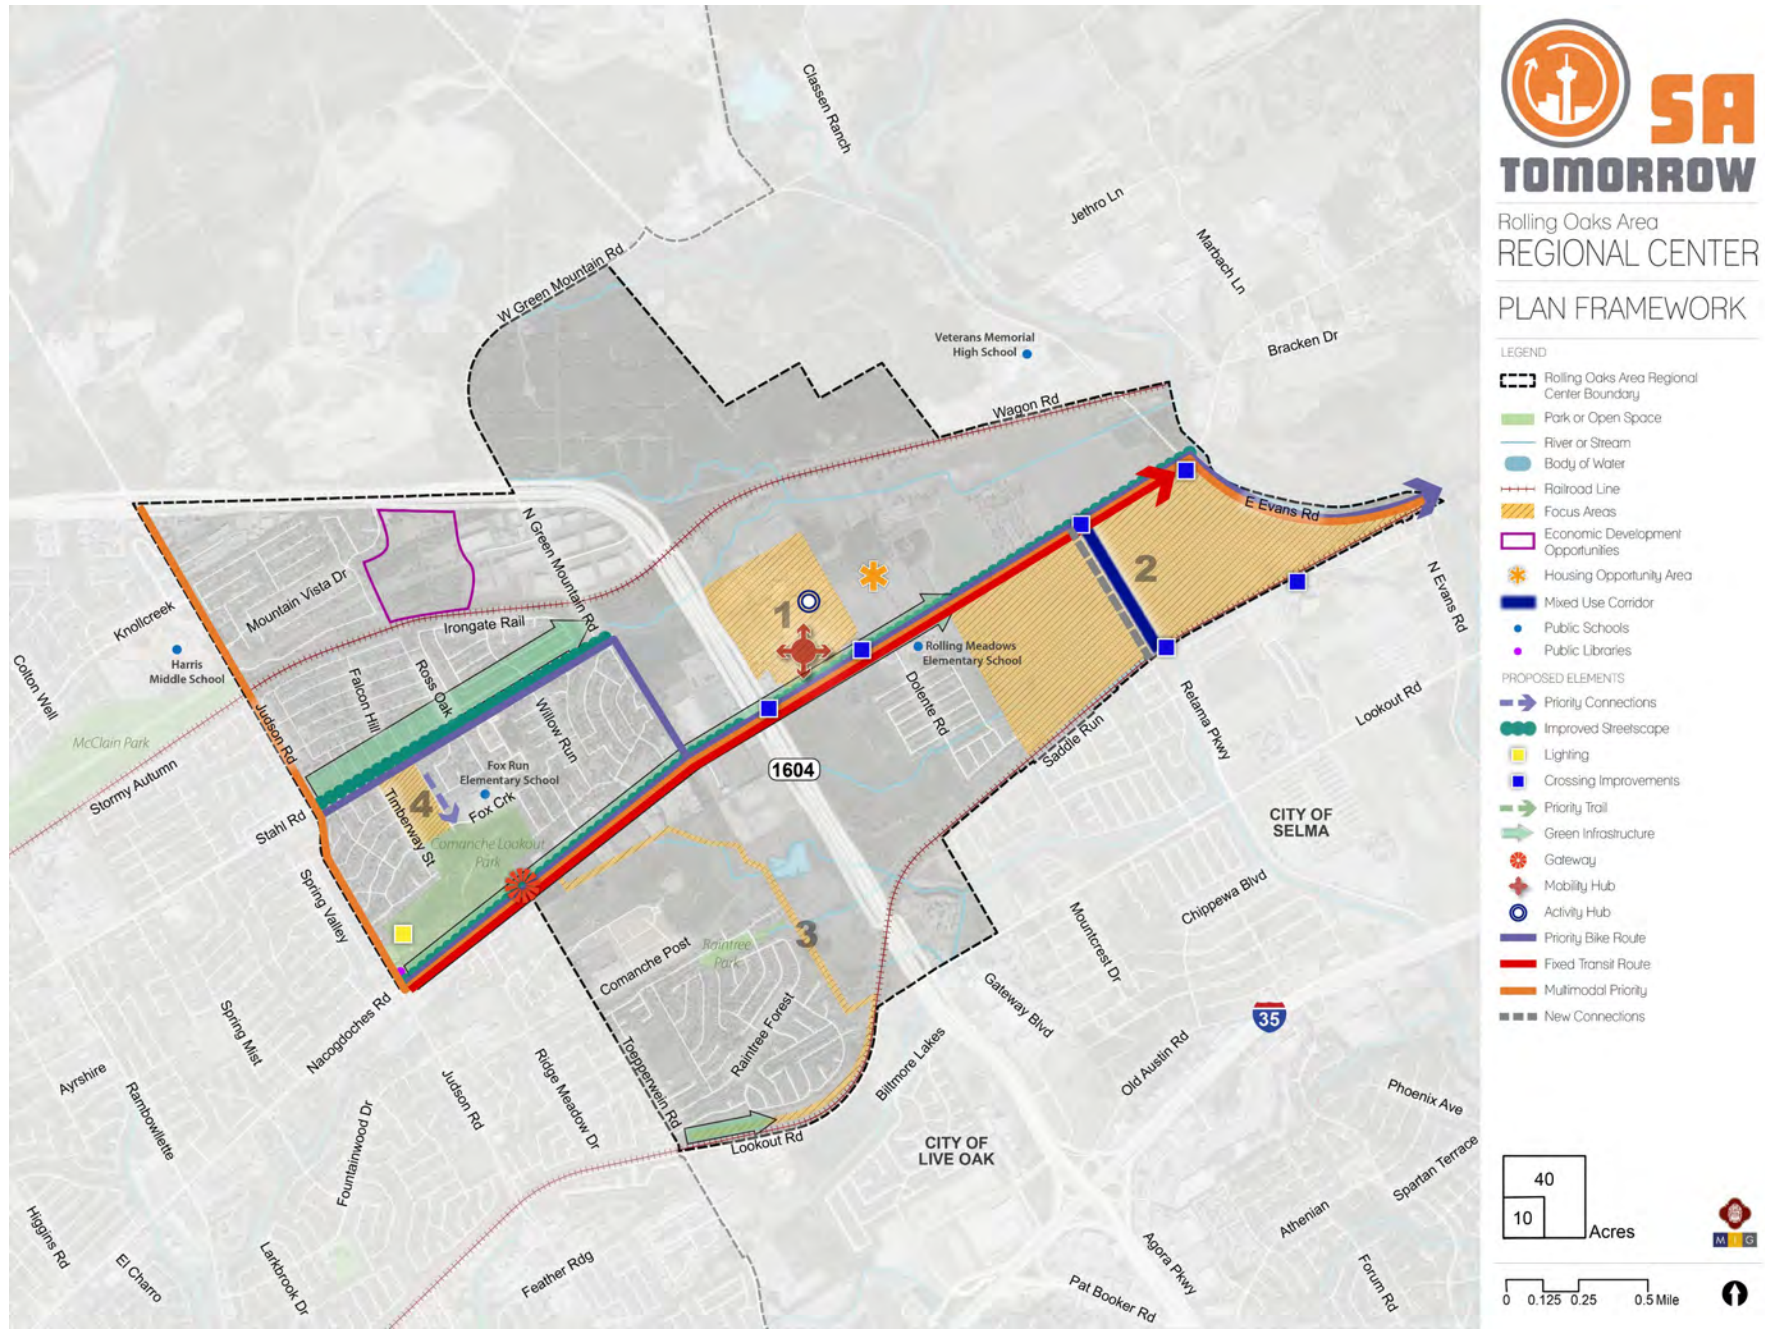 SA
TOMORROW
Rolling Oaks Area
REGIONAL CENTER
PLAN FRAMEWORK
LEGEND
Rolling Oaks Area Regional
Center Boundary
Park or Open Space
River or Stream
Body of Water
Railroad Line
Focus Areas
Economic Development
Opportunities
Housing Opportunity Area
Mixed Use Corridor
Public Schools
Public Libraries
PROPOSED ELEMENTS
Priority Connections
Improved Streetscape
Lighting
Crossing Improvements
Priority Trail
Green Infrastructure
Gateway
Mobility Hub
Activity Hub
Priority Bike Route
Fixed Transit Route
Multimodal Priority
New Connections
40
10
Acres
MIG
0 0.125 0.25 0.5 Mile
Classen Ranch
Jethro Ln
Marbach Ln
W Green Mountain Rd
Veterans Memorial
High School
Bracken Dr
Wagon Rd
N Green Mountain Rd
E Evans Rd
N Evans Rd
Mountain Vista Dr
Knollcreek
Irongate Rail
Harris
Middle School
Colton Well
Judson Rd
Falcon Hill
Ross Oak
Willow Run
1
2
Rolling Meadows
Elementary School
Dolente Rd
Retama Pkwy
Lookout Rd
Saddle Run
McClain Park
Stormy Autumn
Stahl Rd
Fox Run
Elementary School
Fox Crk
4
Timberway St
Comanche Lookout
Park
1604
CITY OF
SELMA
Spring Valley
Chippewa Blvd
Mountcrest Dr
3
Comanche Post
Raintree
Park
Gateway Blvd
35
Spring Mist
Nacogdoches Rd
Raintree Forest
Toepperwein Rd
Biltmore Lakes
Old Austin Rd
Phoenix Ave
Ayrshire
Rambowllette
Judson Rd
Ridge Meadow Dr
Fountainwood Dr
Lookout Rd
CITY OF
LIVE OAK
Spartan Terrace
Athenian
Higgins Rd
El Charro
Larkbrook Dr
Feather Rdg
Agora Pkwy
Pat Booker Rd
Forum Rd